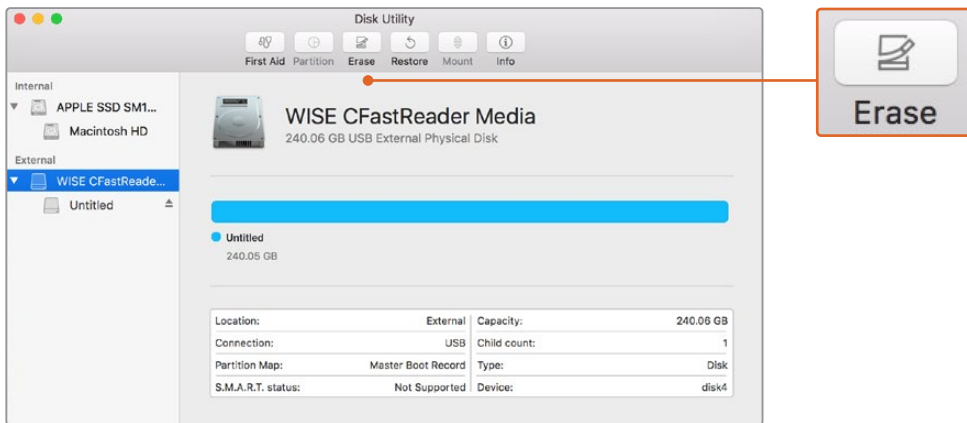 Disk Utility
First Aid Partition Erase Restore Mount Info
Erase
Internal
APPLE SSD SM1...
Macintosh HD
External
WISE CFastReade...
Untitled
WISE CFastReader Media
240.06 GB USB External Physical Disk
Untitled
240.05 GB
Location: External Capacity: 240.06 GB
Connection: USB Child count: 1
Partition Map: Master Boot Record Type: Disk
S.M.A.R.T. status: Not Supported Device: disk4